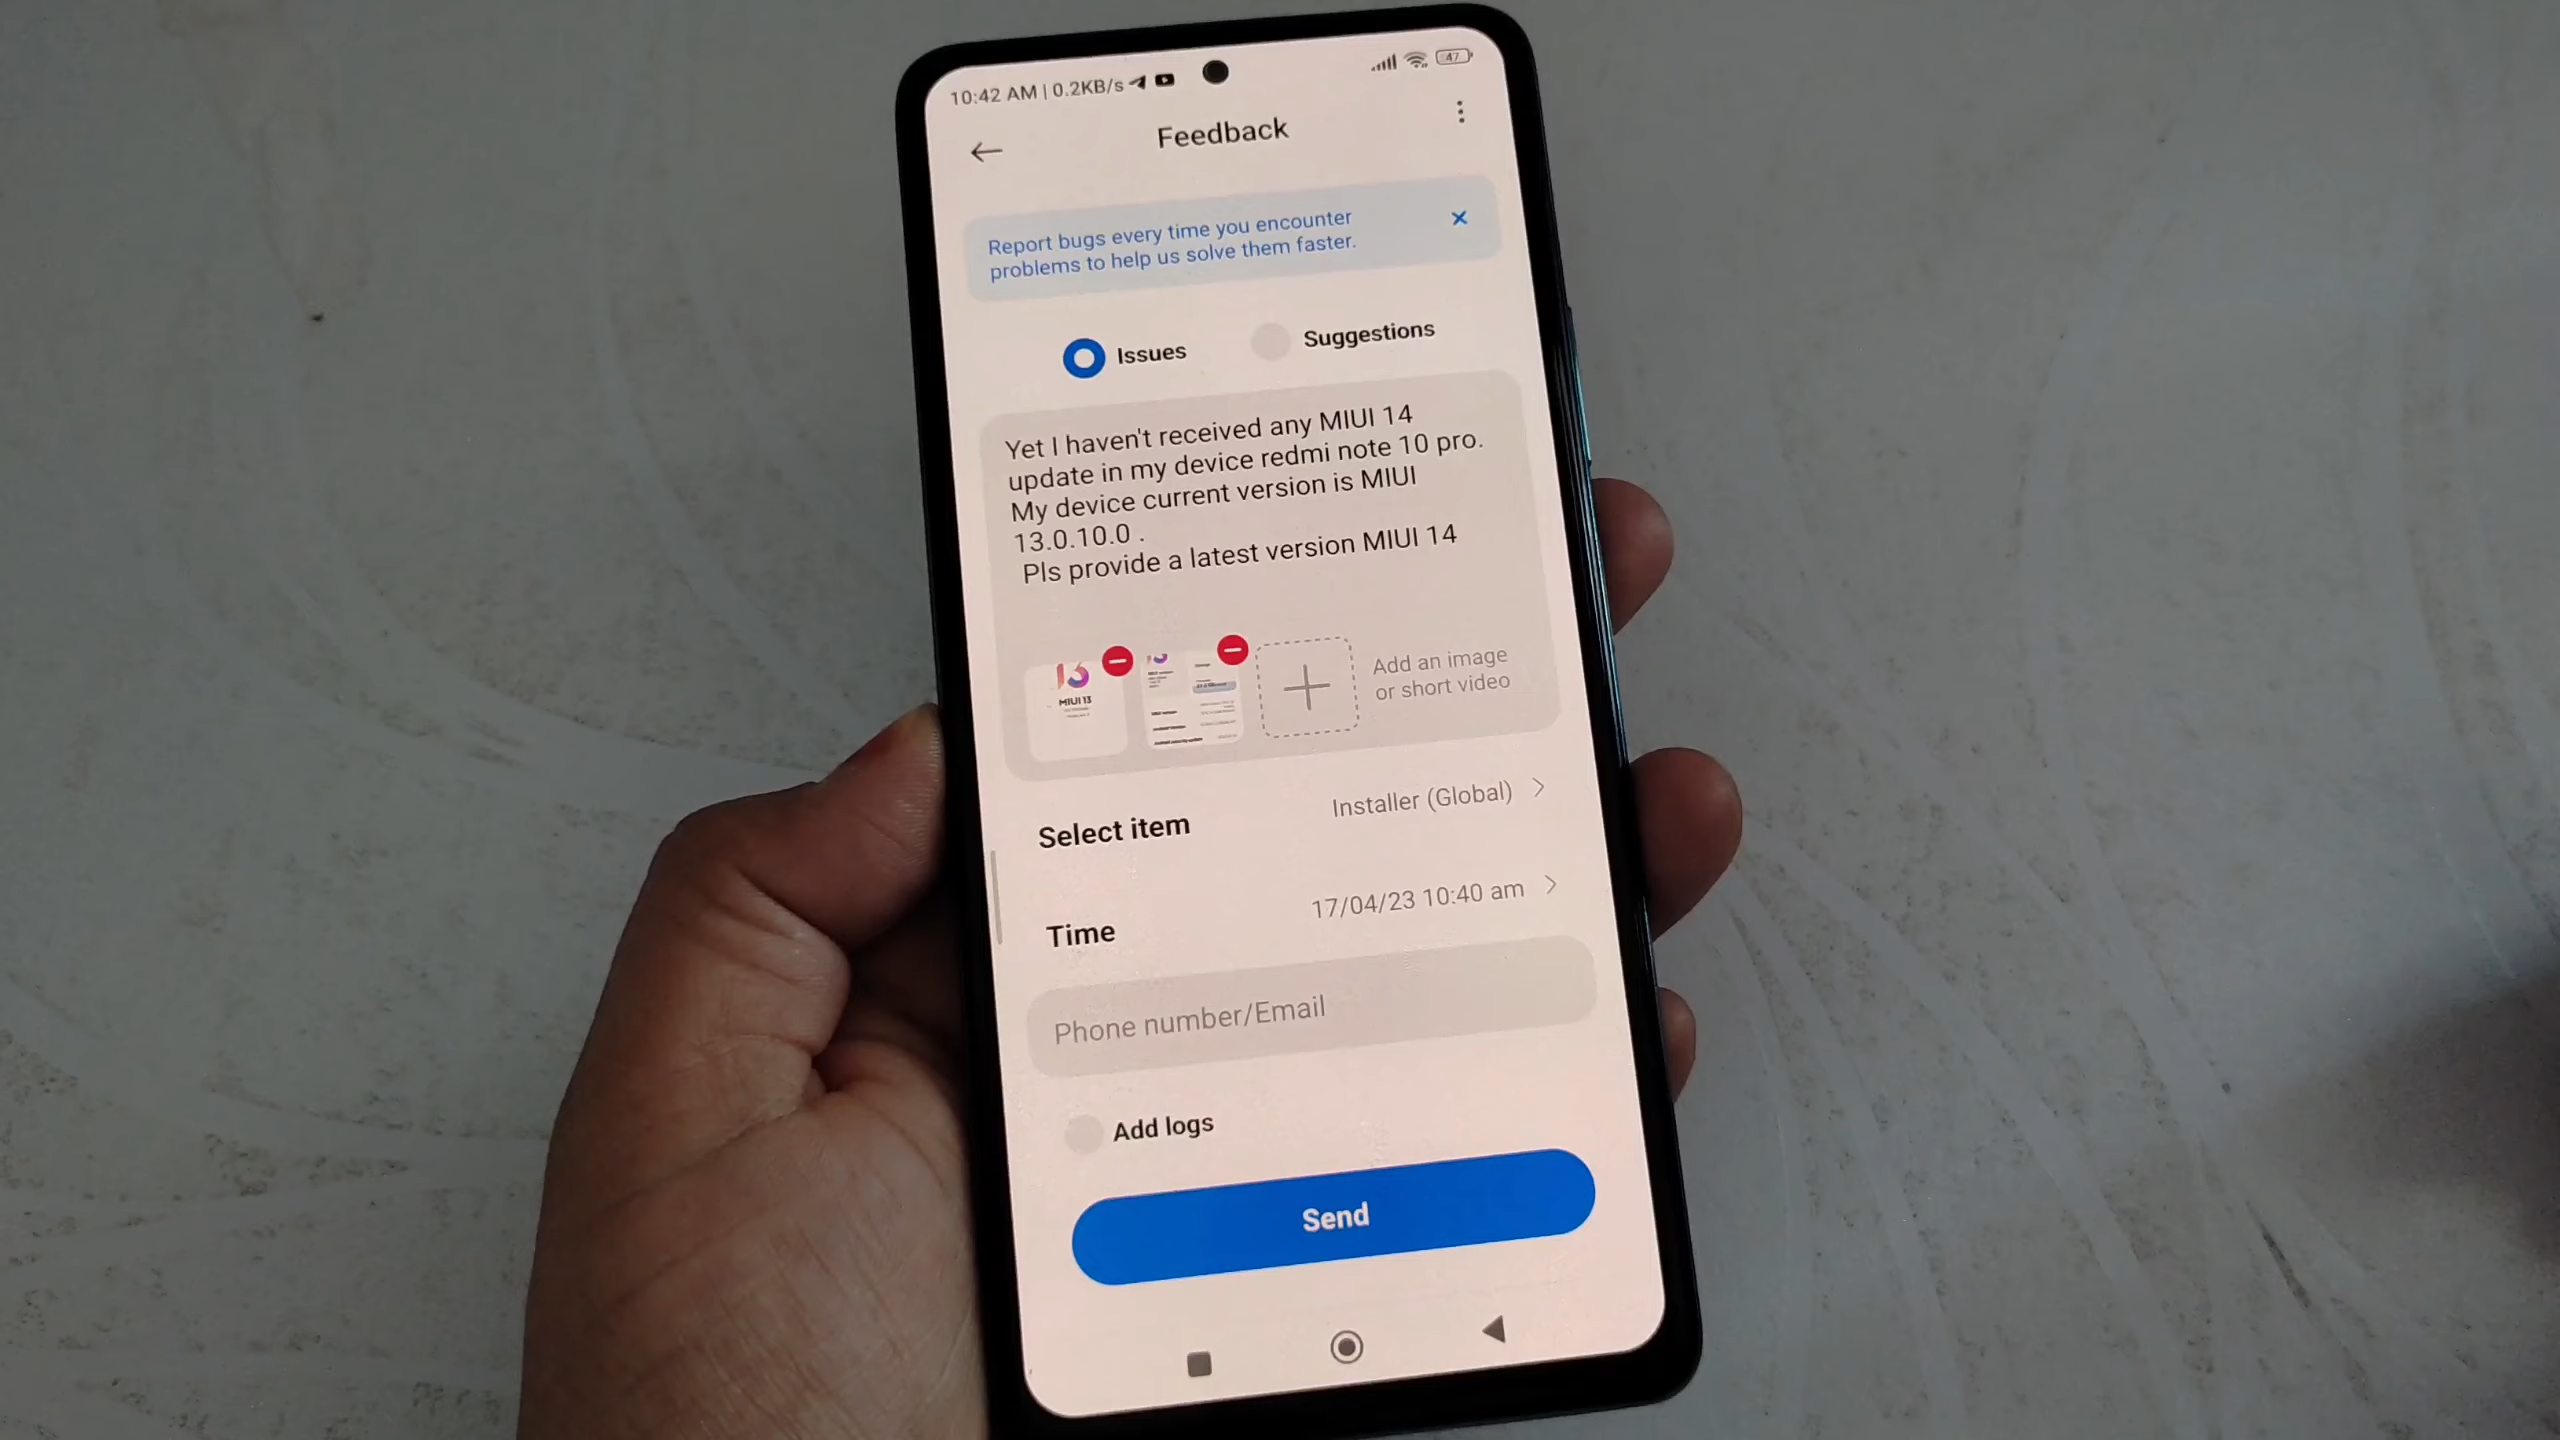 10:42 AM | 0.2KB/s
47
Feedback
Report bugs every time you encounter
problems to help us solve them faster.
Issues
Suggestions
Yet I haven't received any MIUI 14
update in my device redmi note 10 pro.
My device current version is MIUI
13.0.10.0 .
Pls provide a latest version MIUI 14
13
MIUI 13
Add an image
or short video
Select item
Installer (Global)
Time
17/04/23 10:40 am
Phone number/Email
Add logs
Send